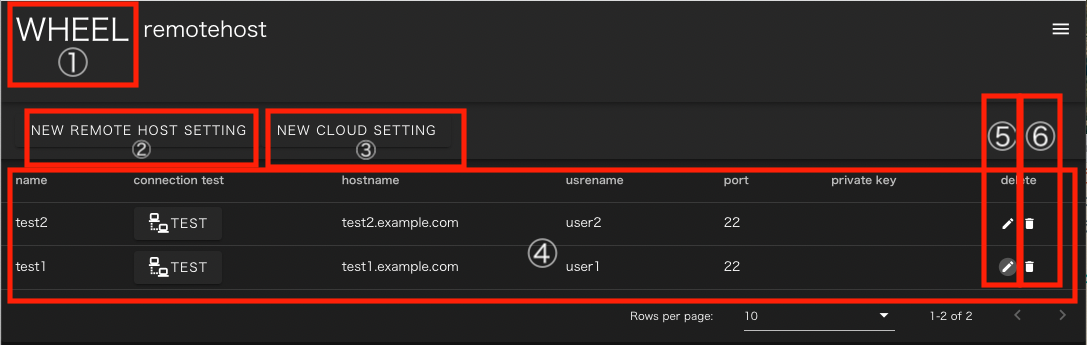 WHEEL remotehost
①
NEW REMOTE HOST SETTING NEW CLOUD SETTING
② ③ ⑤ ⑥
name connection test hostname usrename port private key delete
test2 TEST test2.example.com user2 22
④
test1 TEST test1.example.com user1 22
Rows per page: 10 1-2 of 2